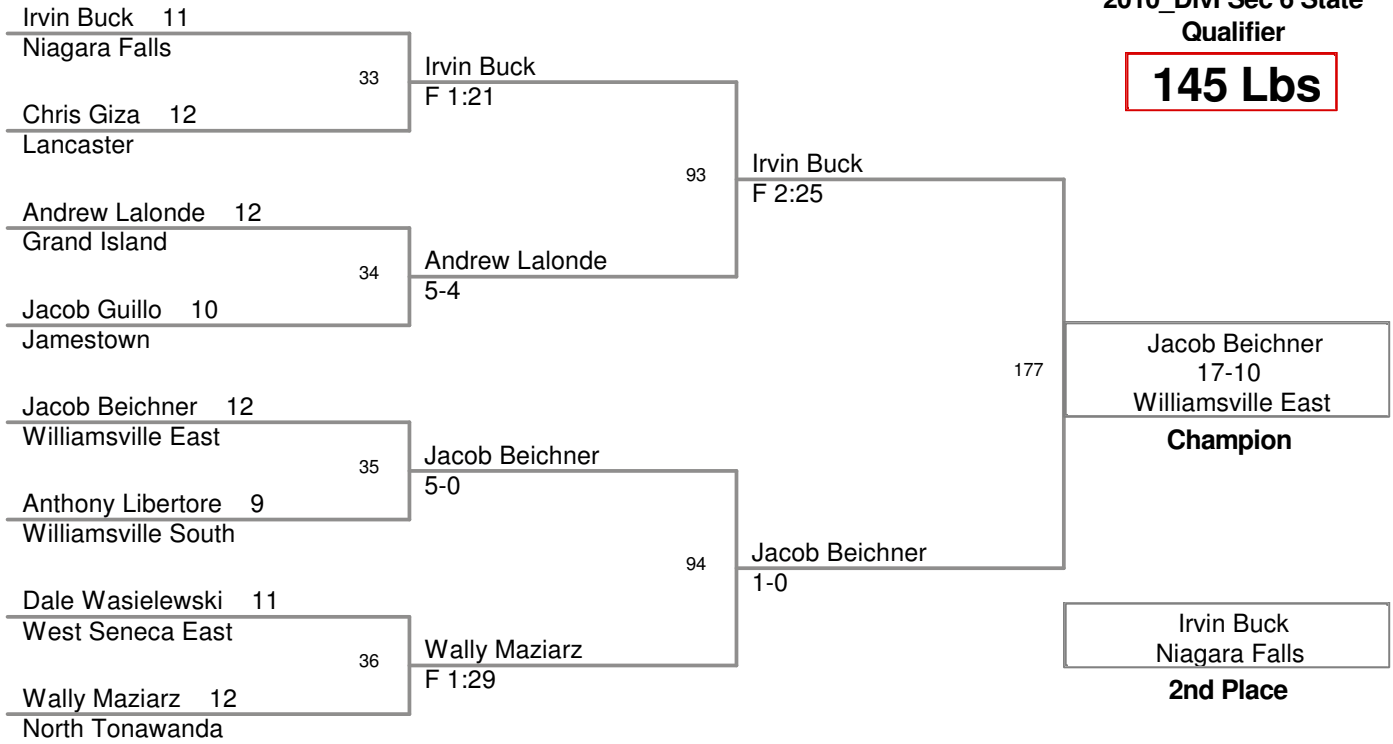 2010_DivI Sec 6 State
Qualifier
145 Lbs
Irvin Buck 11
Niagara Falls
33
Chris Giza 12
Lancaster
Andrew Lalonde 12
Grand Island
34
Jacob Guillo 10
Jamestown
Jacob Beichner 12
Williamsville East
35
Anthony Libertore 9
Williamsville South
Dale Wasielewski 11
West Seneca East
36
Wally Maziarz 12
North Tonawanda
Irvin Buck
F 1:21
93
Andrew Lalonde
5-4
Jacob Beichner
5-0
94
Wally Maziarz
F 1:29
Irvin Buck
F 2:25
177
Jacob Beichner
1-0
Jacob Beichner
17-10
Williamsville East
Champion
Irvin Buck
Niagara Falls
2nd Place